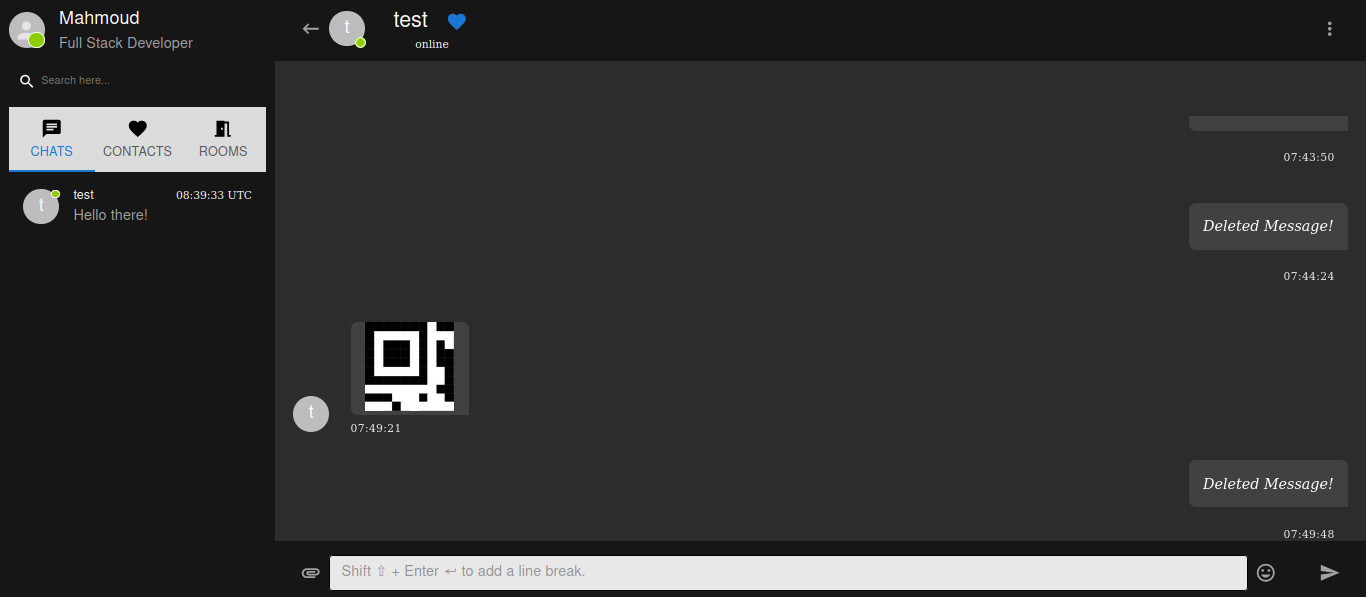 Mahmoud
Full Stack Developer
Search here...
CHATS
CONTACTS
ROOMS
t
test
08:39:33 UTC
Hello there!
t
test
online
07:43:50
Deleted Message!
07:44:24
t
07:49:21
Deleted Message!
07:49:48
Shift ⇧ + Enter ↩ to add a line break.